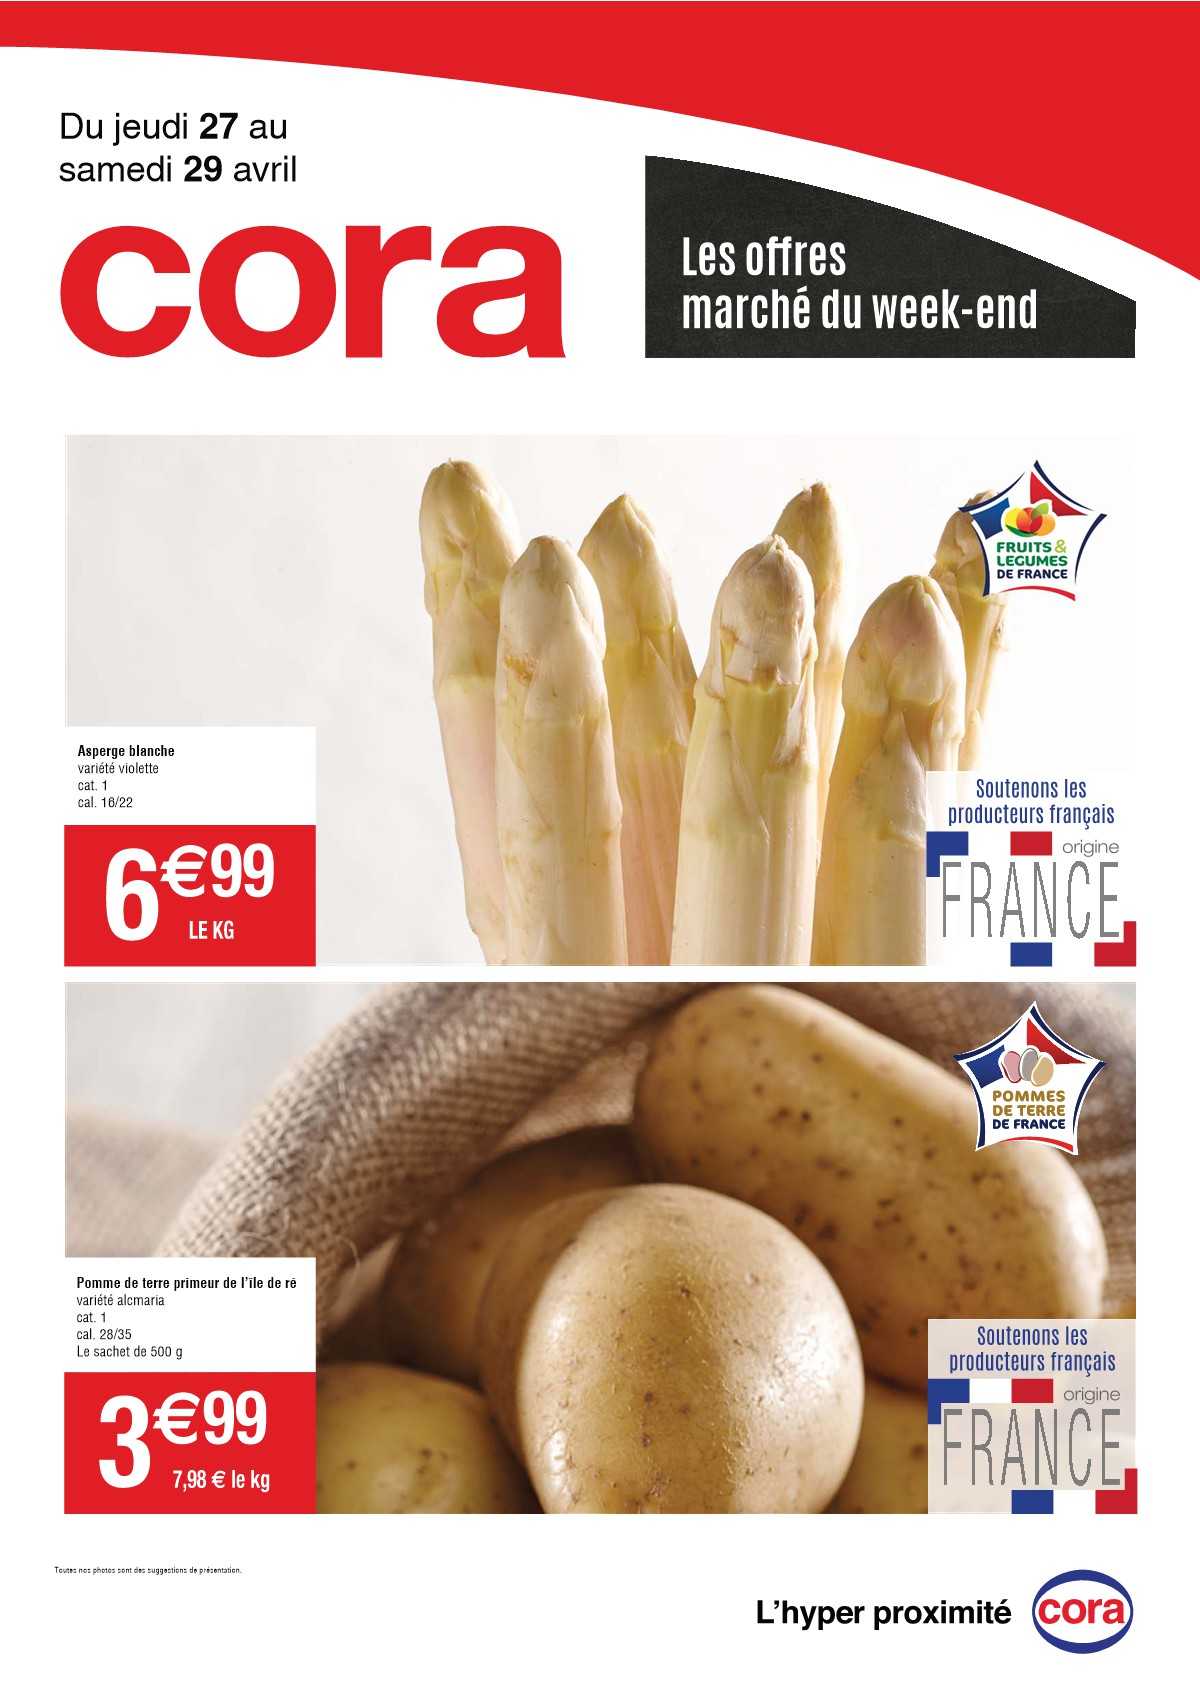 Du jeudi 27 au
samedi 29 avril
cora
Les offres
marché du week-end
FRUITS &
LEGUMES
DE FRANCE
Asperge blanche
variété violette
cat. 1
cal. 16/22
6€99
LE KG
Soutenons les
producteurs français
origine
FRANCE
POMMES
DE TERRE
DE FRANCE
Pomme de terre primeur de l'île de ré
variété alcmaria
cat. 1
cal. 28/35
Le sachet de 500 g
3€99
7,98 € le kg
Soutenons les
producteurs français
origine
FRANCE
Toutes nos photos sont des suggestions de présentation.
L'hyper proximité
cora